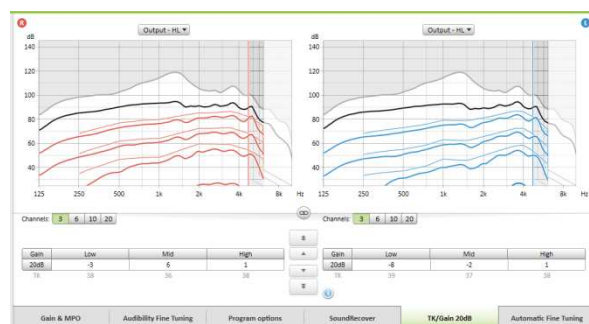 R
L
Output - HL
Output - HL
dB
140
120
100
80
60
40
125 250 500 1k 2k 4k Hz
dB
140
120
100
80
60
40
125 250 500 1k 2k 4k Hz
Channels: 3 6 10 20
Channels: 3 6 10 20
Gain Low Mid High
20dB -3 6 1
TK 38 36 38
Gain Low Mid High
20dB -8 -2 1
TK 39 37 38
Gain & MPO Audibility Fine Tuning Program options SoundRecover TK/Gain 20dB Automatic Fine Tuning